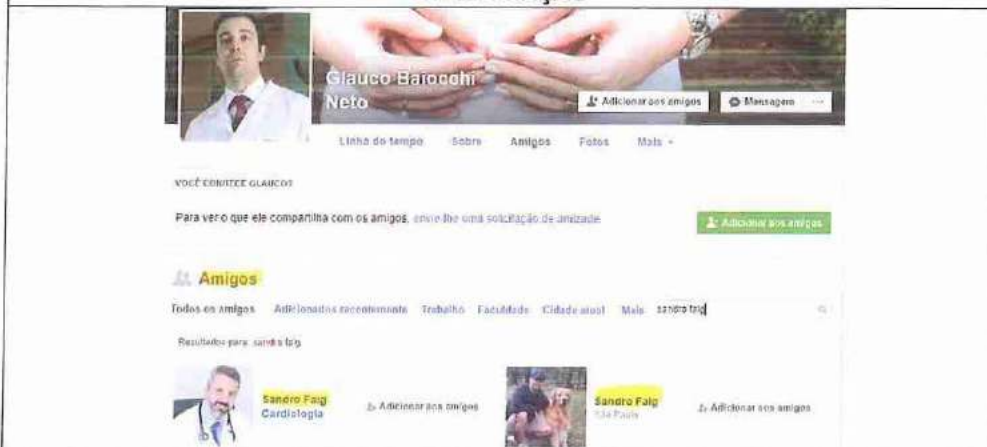 Glauco Baiocchi
Neto
Adicionar aos amigos
Mensagem
Linha do tempo Sobre Amigos Fotos Mais
VOCÊ CONHECE GLAUCO?
Para ver o que ele compartilha com os amigos, envie-lhe uma solicitação de amizade
Adicionar aos amigos
Amigos
Todos os amigos Adicionados recentemente Trabalho Faculdade Cidade atual Mais sandro faig
Resultados para: sandro faig
Sandro Faig
Cardiologia
Adicionar aos amigos
Sandro Faig
São Paulo
Adicionar aos amigos